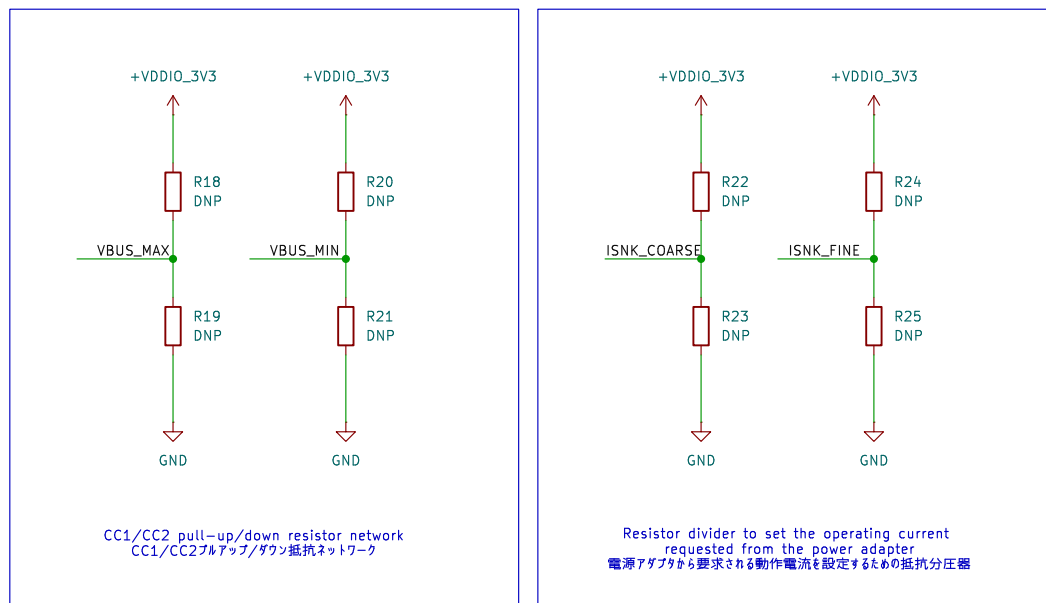 +VDDIO_3V3
+VDDIO_3V3
R18
DNP
R20
DNP
VBUS_MAX
VBUS_MIN
R19
DNP
R21
DNP
GND
GND
CC1/CC2 pull-up/down resistor network
CC1/CC2プルアップ/ダウン抵抗ネットワーク
+VDDIO_3V3
+VDDIO_3V3
R22
DNP
R24
DNP
ISNK_COARSE
ISNK_FINE
R23
DNP
R25
DNP
GND
GND
Resistor divider to set the operating current
requested from the power adapter
電源アダプタから要求される動作電流を設定するための抵抗分圧器